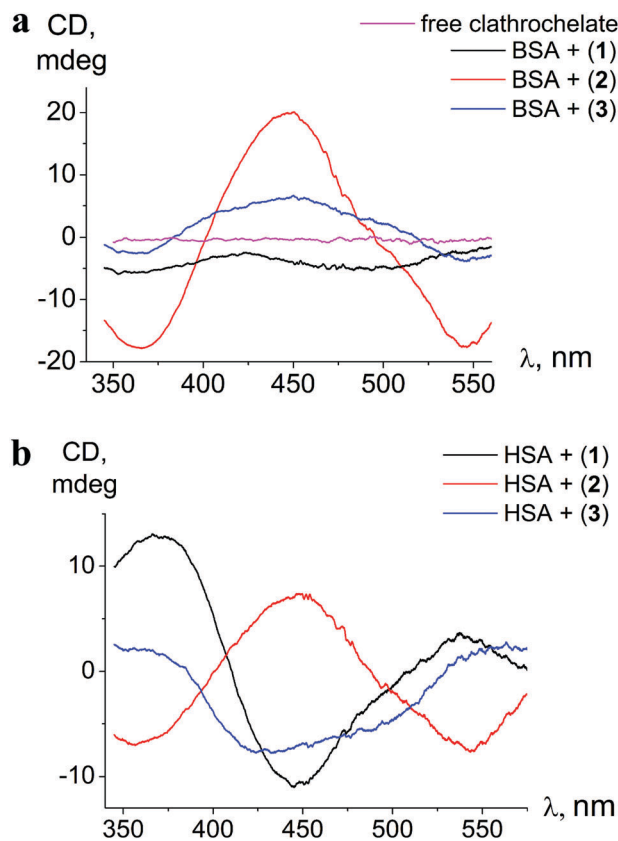 a
CD,
mdeg
free clathrochelate
BSA + (1)
BSA + (2)
BSA + (3)
20
10
0
-10
-20
350 400 450 500 550
λ, nm
b
CD,
mdeg
HSA + (1)
HSA + (2)
HSA + (3)
10
0
-10
350 400 450 500 550
λ, nm